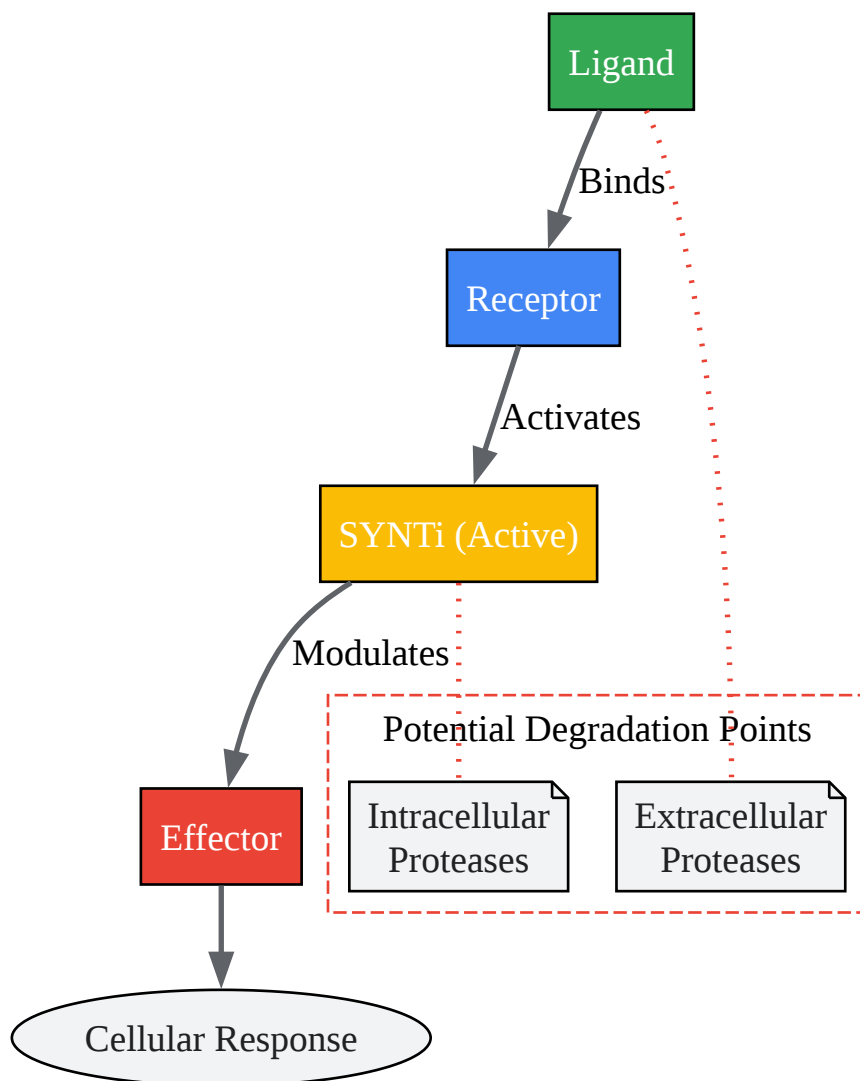 Ligand
Binds
Receptor
Activates
SYNTi (Active)
Modulates
Potential Degradation Points
Intracellular
Proteases
Extracellular
Proteases
Effector
Cellular Response